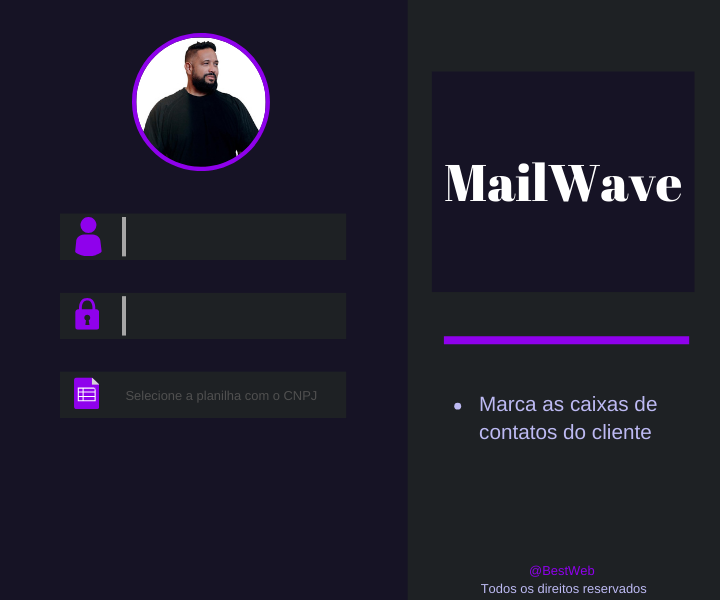 Selecione a planilha com o CNPJ
MailWave
Marca as caixas de
contatos do cliente
@BestWeb
Todos os direitos reservados